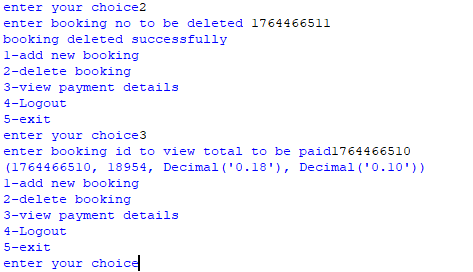 enter your choice2
enter booking no to be deleted 1764466511
booking deleted successfully
1-add new booking
2-delete booking
3-view payment details
4-Logout
5-exit
enter your choice3
enter booking id to view total to be paid1764466510
(1764466510, 18954, Decimal('0.18'), Decimal('0.10'))
1-add new booking
2-delete booking
3-view payment details
4-Logout
5-exit
enter your choice